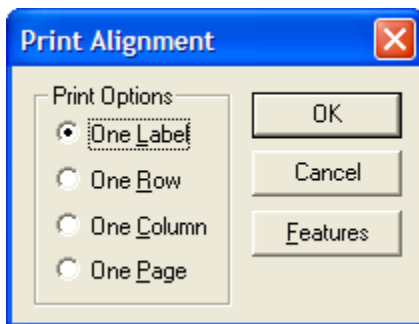 Print Alignment
Print Options
One Label
One Row
One Column
One Page
OK
Cancel
Features